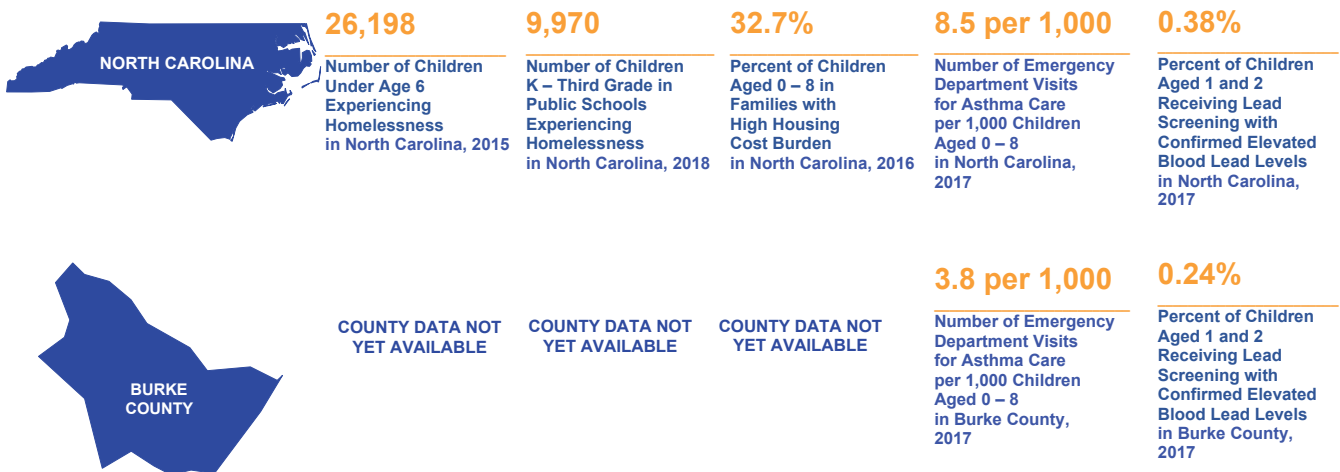 NORTH CAROLINA
26,198
Number of Children
Under Age 6
Experiencing
Homelessness
in North Carolina, 2015
9,970
Number of Children
K – Third Grade in
Public Schools
Experiencing
Homelessness
in North Carolina, 2018
32.7%
Percent of Children
Aged 0 – 8 in
Families with
High Housing
Cost Burden
in North Carolina, 2016
8.5 per 1,000
Number of Emergency
Department Visits
for Asthma Care
per 1,000 Children
Aged 0 – 8
in North Carolina,
2017
0.38%
Percent of Children
Aged 1 and 2
Receiving Lead
Screening with
Confirmed Elevated
Blood Lead Levels
in North Carolina,
2017
BURKE
COUNTY
COUNTY DATA NOT
YET AVAILABLE
COUNTY DATA NOT
YET AVAILABLE
COUNTY DATA NOT
YET AVAILABLE
3.8 per 1,000
Number of Emergency
Department Visits
for Asthma Care
per 1,000 Children
Aged 0 – 8
in Burke County,
2017
0.24%
Percent of Children
Aged 1 and 2
Receiving Lead
Screening with
Confirmed Elevated
Blood Lead Levels
in Burke County,
2017